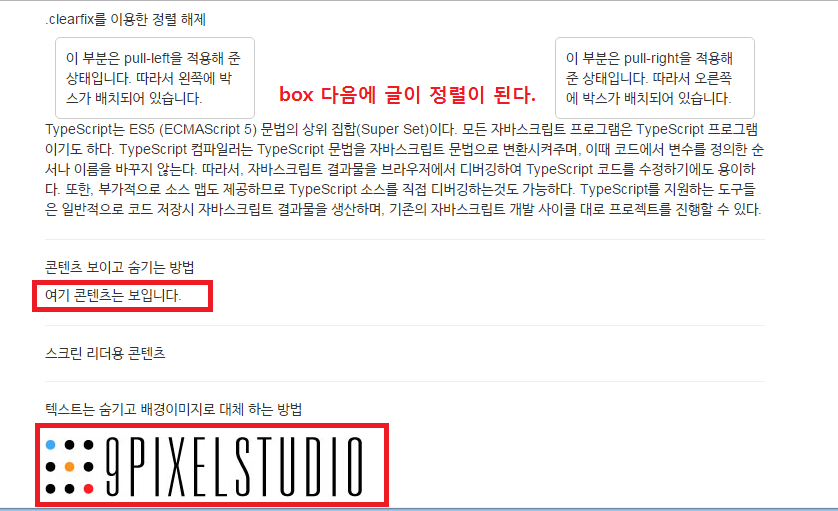 .clearfix를 이용한 정렬 해제
이 부분은 pull-left을 적용해 준
상태입니다. 따라서 왼쪽에 박
스가 배치되어 있습니다.
이 부분은 pull-right을 적용해
준 상태입니다. 따라서 오른쪽
에 박스가 배치되어 있습니다.
box 다음에 글이 정렬이 된다.
TypeScript는 ES5 (ECMAScript 5) 문법의 상위 집합(Super Set)이다. 모든 자바스크립트 프로그램은 TypeScript 프로그램
이기도 하다. TypeScript 컴파일러는 TypeScript 문법을 자바스크립트 문법으로 변환시켜주며, 이때 코드에서 변수를 정의한 순
서나 이름을 바꾸지 않는다. 따라서, 자바스크립트 결과물을 브라우저에서 디버깅하여 TypeScript 코드를 수정하기에도 용이하
다. 또한, 부가적으로 소스 맵도 제공하므로 TypeScript 소스를 직접 디버깅하는것도 가능하다. TypeScript를 지원하는 도구들
은 일반적으로 코드 저장시 자바스크립트 결과물을 생산하며, 기존의 자바스크립트 개발 사이클 대로 프로젝트를 진행할 수 있다.
콘텐츠 보이고 숨기는 방법
여기 콘텐츠는 보입니다.
스크린 리더용 콘텐츠
텍스트는 숨기고 배경이미지로 대체 하는 방법
9PIXELSTUDIO